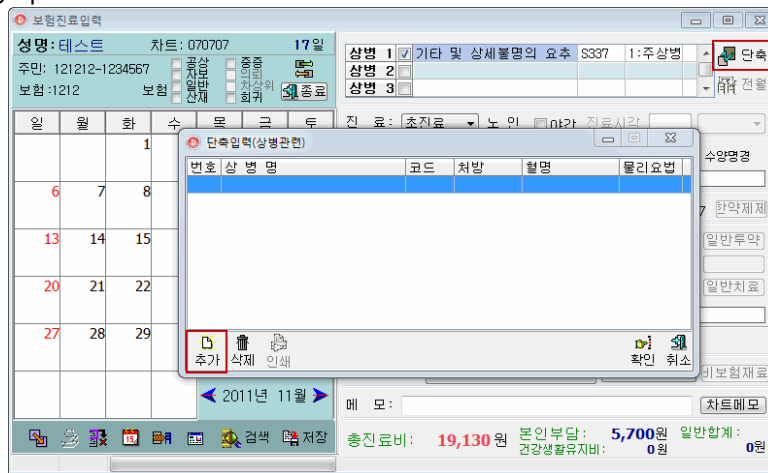 보험진료입력
성명:테스트 차트: 070707 17일
주민: 121212-1234567 공상 중증
자보 의뢰
보험 :1212 보험 일반 차상위
산재 희귀 종료
상병 1 기타 및 상세불명의 요추 S337 1:주상병
상병 2
상병 3
단축
전월
일 월 화 수 목 금 토
진 료: 초진료 노 인 야간 진료시각
1
6 7 8
13 14 15
20 21 22
27 28 29
단축입력(상병관련)
번호 상 병 명 코드 처방 혈명 물리요법
추가 삭제 인쇄 확인 취소
수양명경
7 한약제제
일반투약
일반치료
비보험재료
2011년 11월
메 모: 차트메모
15 검색 저장
총진료비: 19,130 원 본인부담: 5,700원 일반합계:
건강생활유지비: 0원 0원